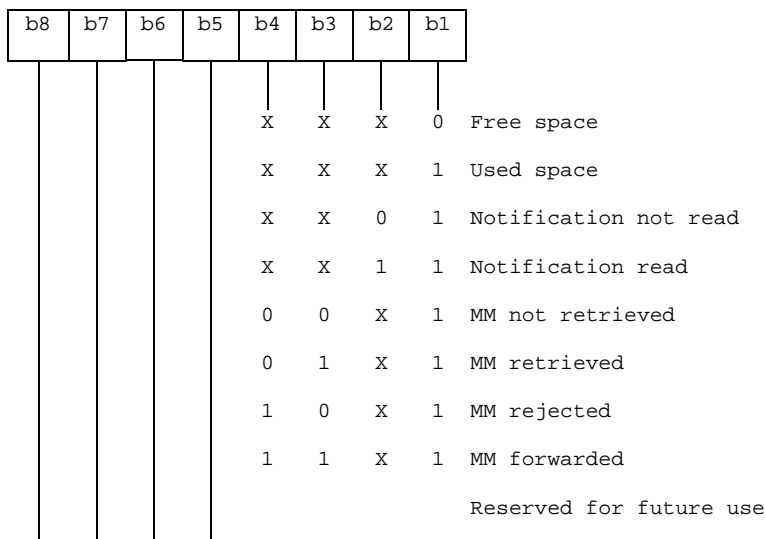 b8 b7 b6 b5 b4 b3 b2 b1
X X X 0 Free space
X X X 1 Used space
X X 0 1 Notification not read
X X 1 1 Notification read
0 0 X 1 MM not retrieved
0 1 X 1 MM retrieved
1 0 X 1 MM rejected
1 1 X 1 MM forwarded
Reserved for future use